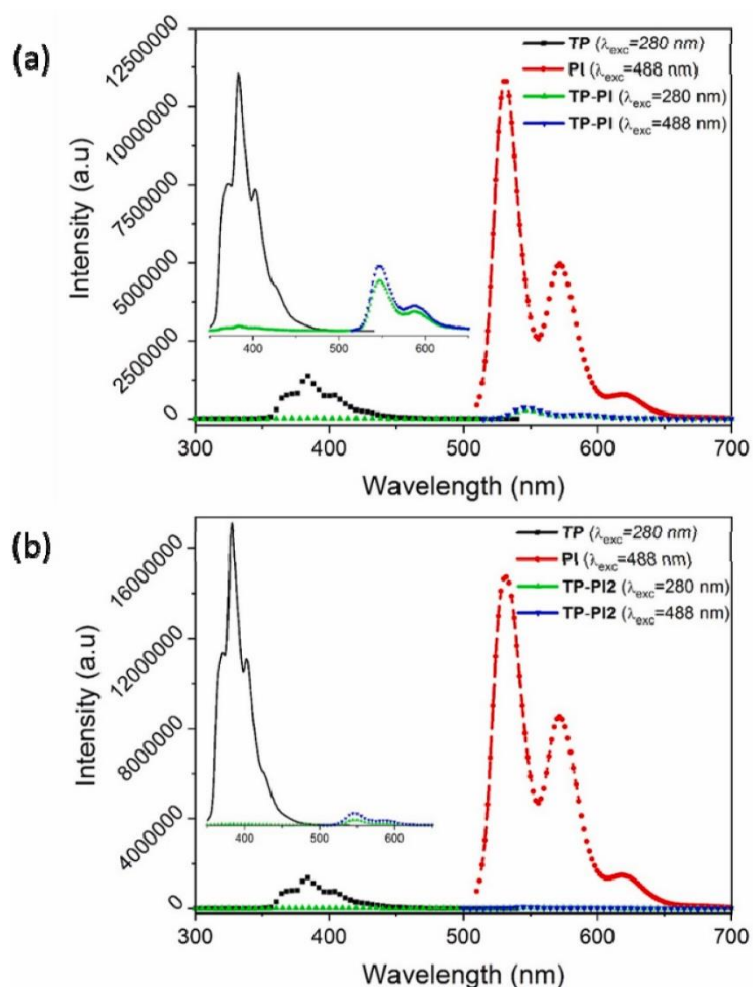 (a)
12500000
10000000
7500000
5000000
2500000
0
Intensity (a.u)
TP (λexc=280 nm)
PI (λexc=488 nm)
TP-PI (λexc=280 nm)
TP-PI (λexc=488 nm)
400 500 600
300 400 500 600 700
Wavelength (nm)
(b)
16000000
12000000
8000000
4000000
0
Intensity (a.u)
TP (λexc=280 nm)
PI (λexc=488 nm)
TP-PI2 (λexc=280 nm)
TP-PI2 (λexc=488 nm)
400 500 600
300 400 500 600 700
Wavelength (nm)